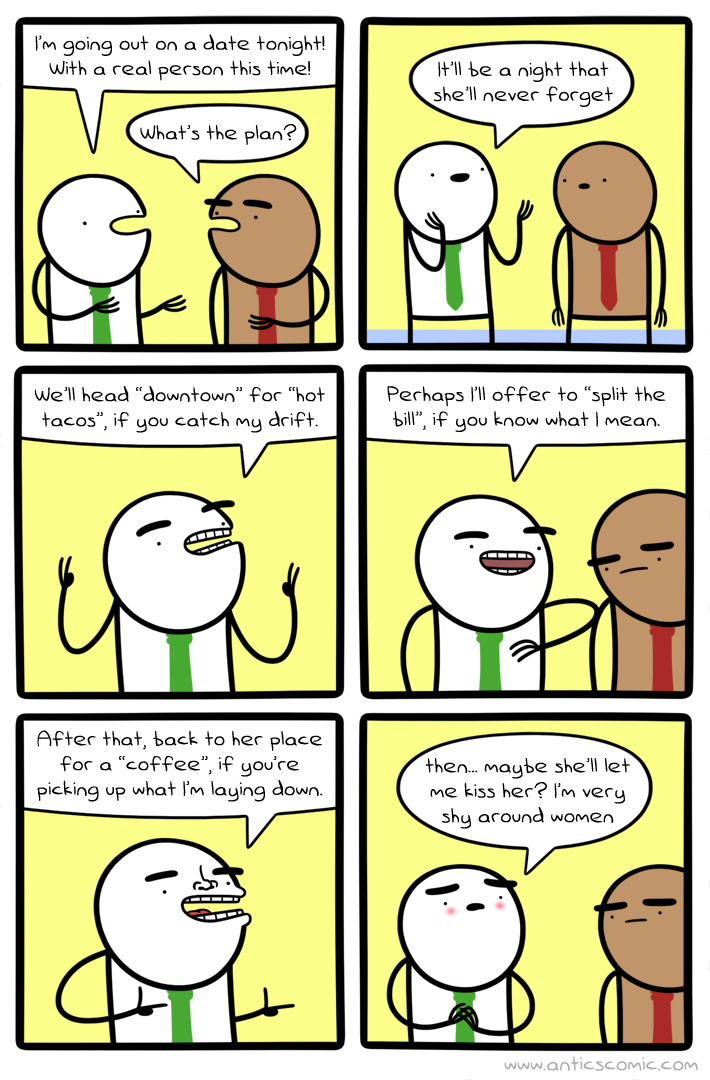 I'm going out on a date tonight!
With a real person this time!
What's the plan?
It'll be a night that
she'll never forget
We'll head “downtown” for “hot
tacos”, if you catch my drift.
Perhaps I'll offer to “split the
bill”, if you know what I mean.
After that, back to her place
for a “coffee”, if you're
picking up what I'm laying down.
then... maybe she'll let
me kiss her? I'm very
shy around women
www.anticscomic.com